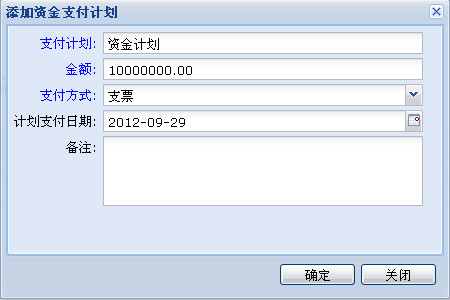 添加资金支付计划
支付计划: 资金计划
金额: 10000000.00
支付方式: 支票
计划支付日期: 2012-09-29
备注:
确定 关闭